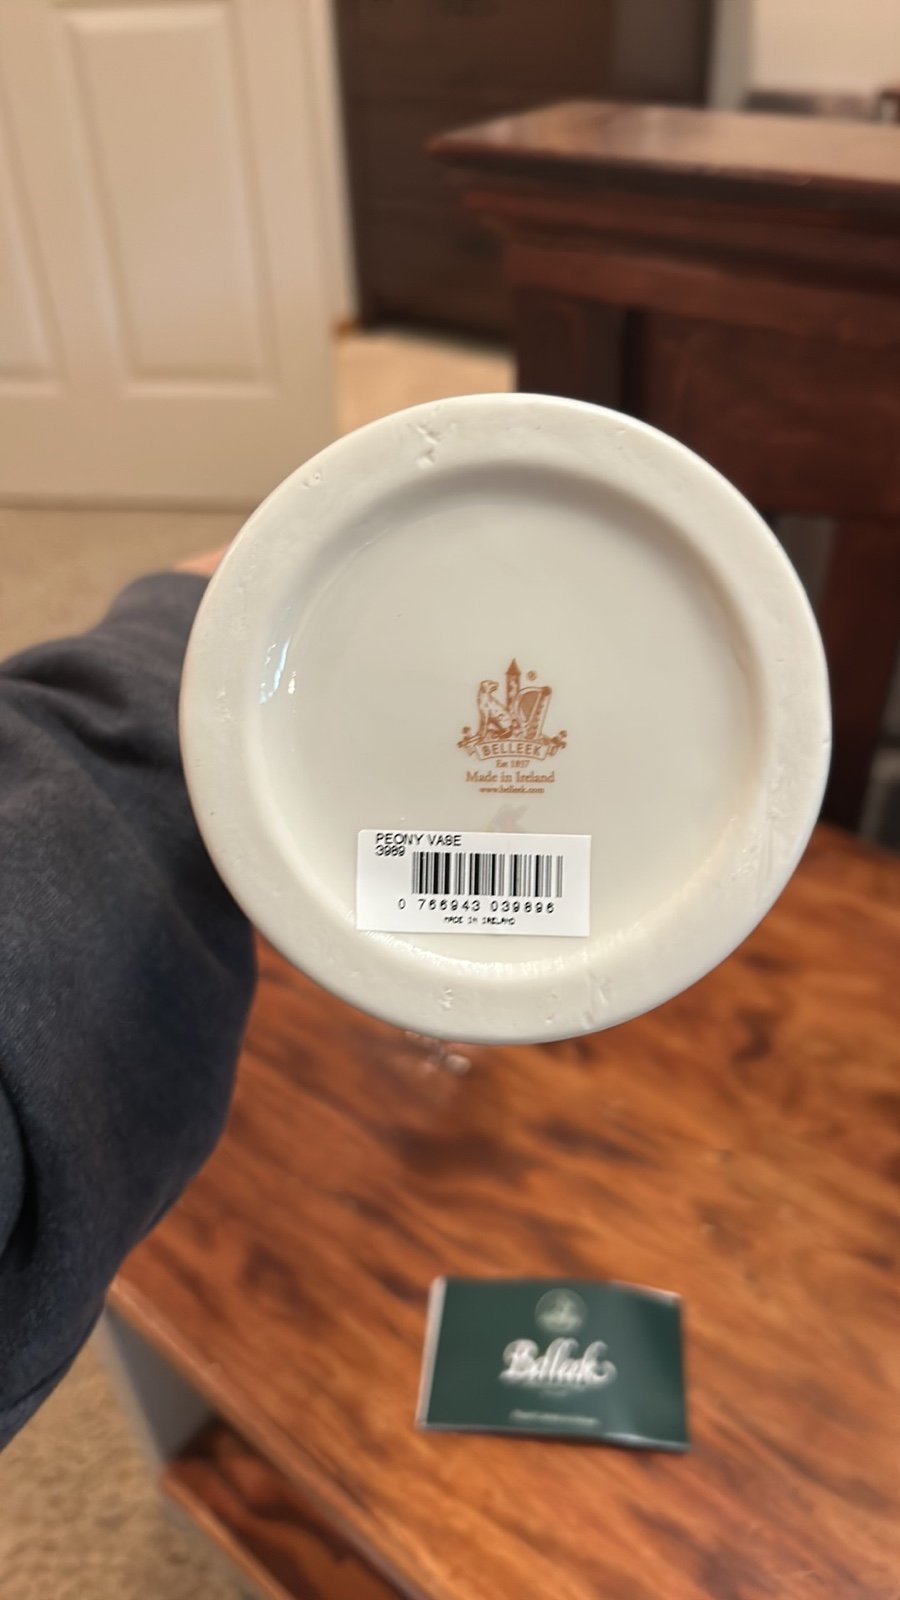 ®
BELLEEK
Est 1857
Made in Ireland
www.belleek.com
PEONY VASE
3989
0 766943 039896
MADE IN IRELAND
Belleek